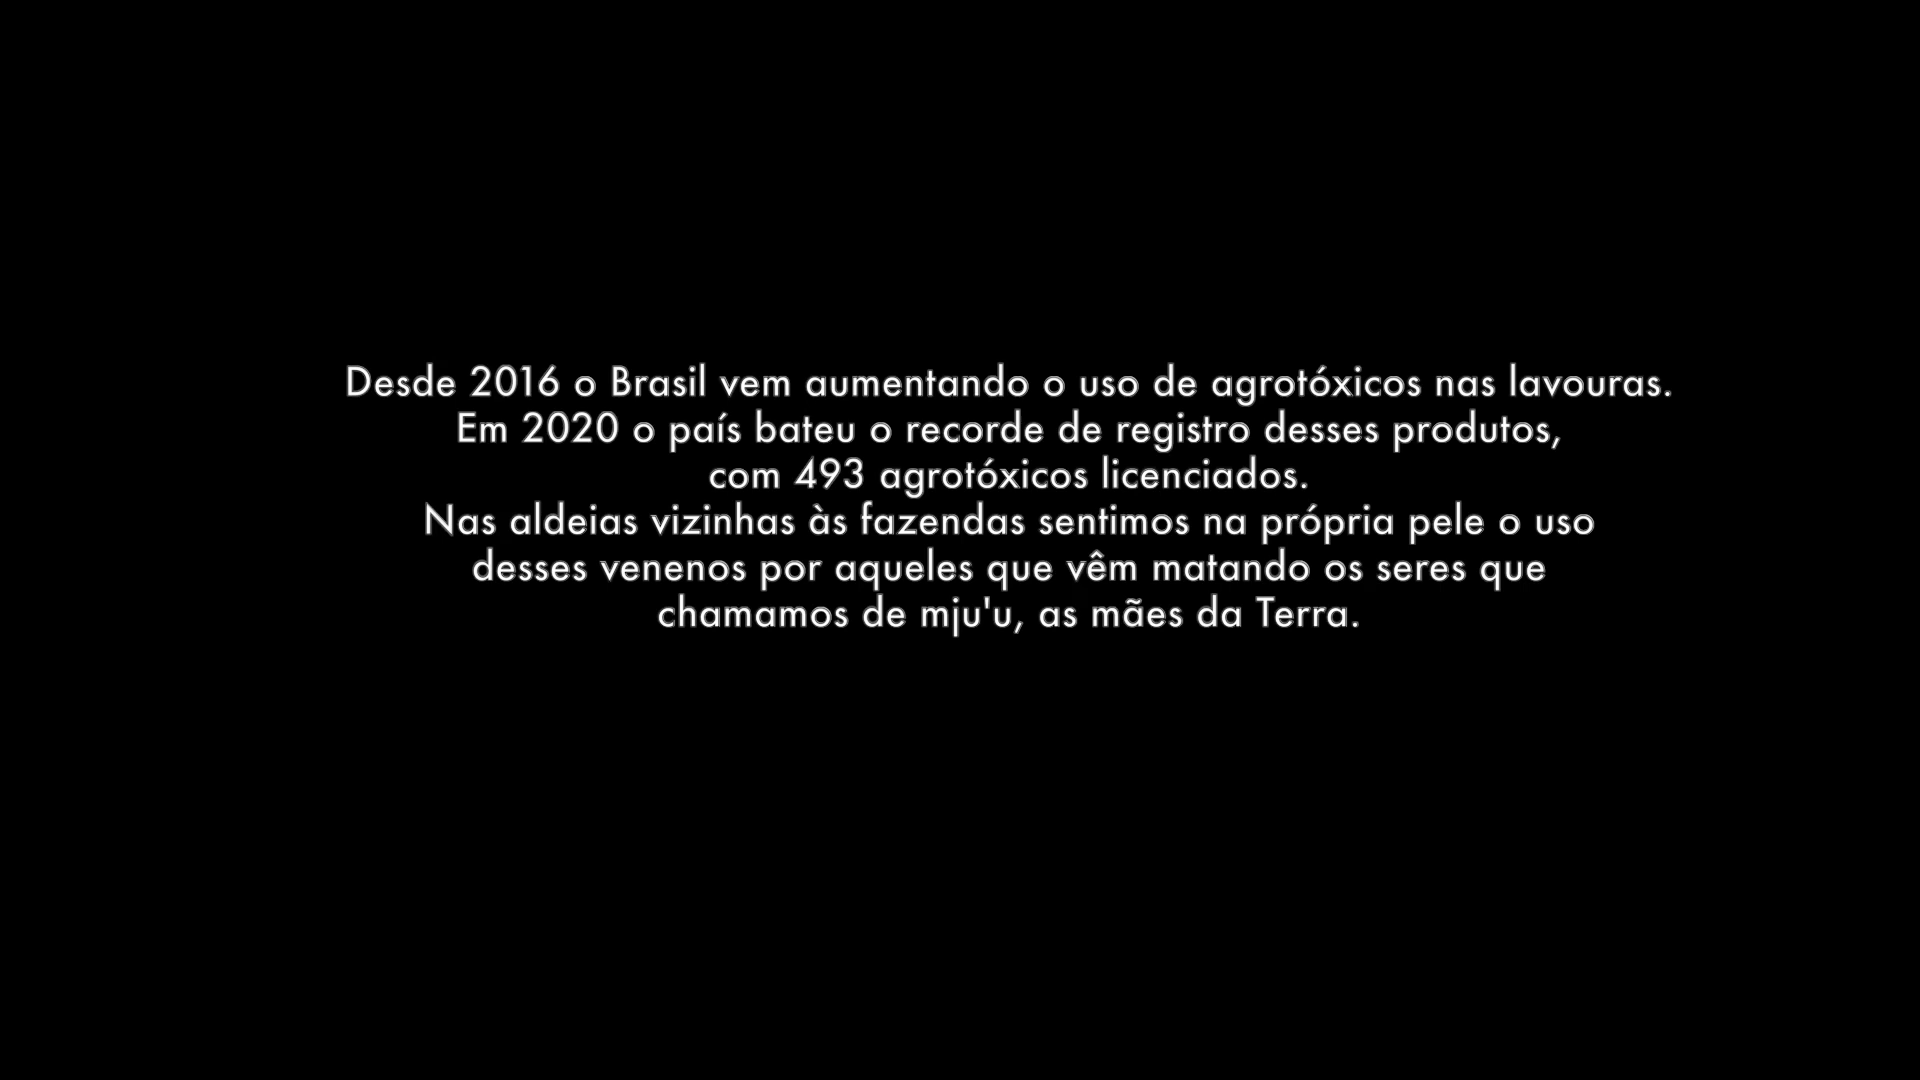 Desde 2016 o Brasil vem aumentando o uso de agrotóxicos nas lavouras.
Em 2020 o país bateu o recorde de registro desses produtos,
com 493 agrotóxicos licenciados.
Nas aldeias vizinhas às fazendas sentimos na própria pele o uso
desses venenos por aqueles que vêm matando os seres que
chamamos de mju'u, as mães da Terra.